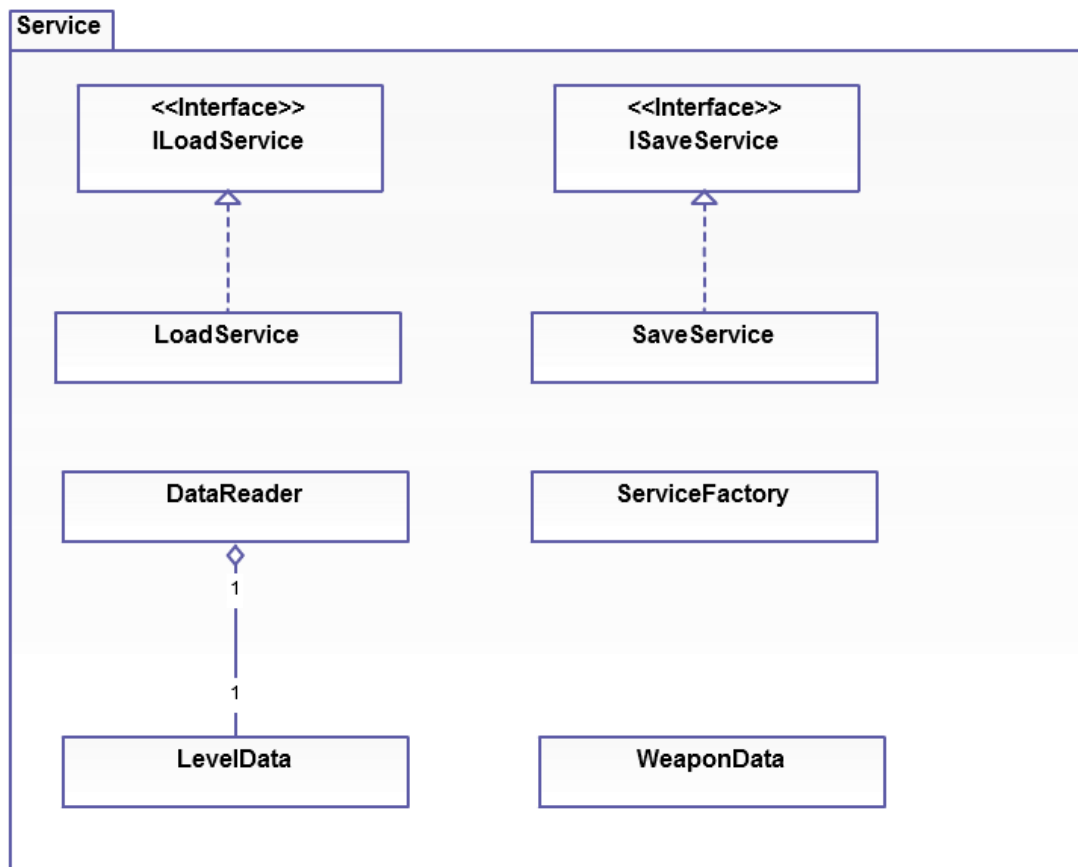 Service
<<Interface>>
ILoadService
<<Interface>>
ISaveService
LoadService
SaveService
DataReader
ServiceFactory
1
1
LevelData
WeaponData